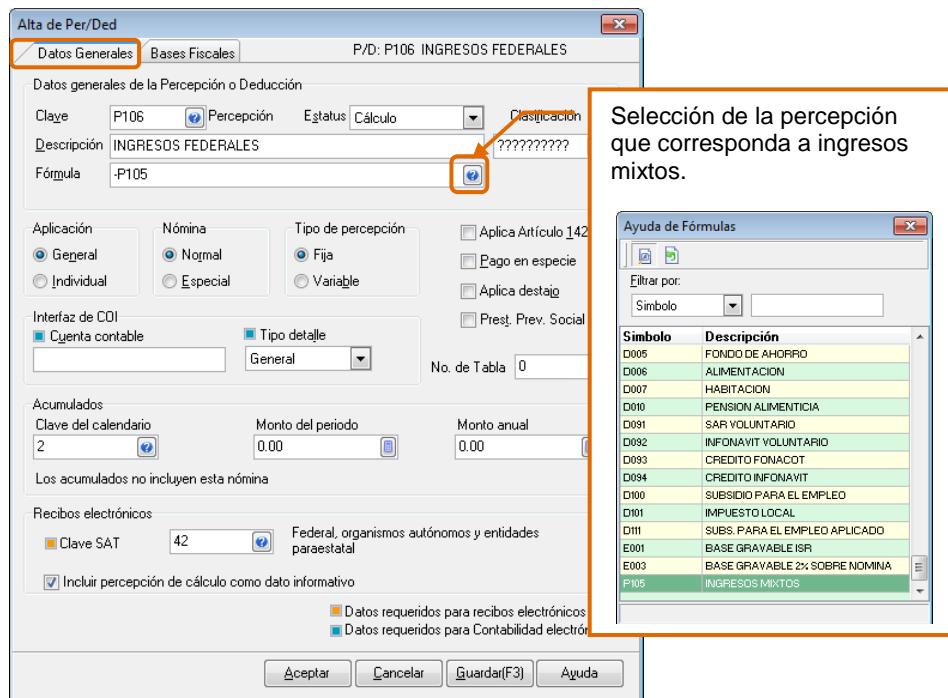 Alta de Per/Ded
Datos Generales Bases Fiscales P/D: P106 INGRESOS FEDERALES
Datos generales de la Percepción o Deducción
Clave P106 Percepción Estatus Cálculo Clasificación
Descripción INGRESOS FEDERALES ??????????
Fórmula -P105
Aplicación
General
Individual
Nómina
Normal
Especial
Tipo de percepción
Fija
Variable
Aplica Artículo 142
Pago en especie
Aplica destajo
Prest. Prev. Social
Interfaz de COI
Cuenta contable Tipo detalle
General
No. de Tabla 0
Acumulados
Clave del calendario Monto del periodo Monto anual
2 0.00 0.00
Los acumulados no incluyen esta nómina
Recibos electrónicos
Clave SAT 42 Federal, organismos autónomos y entidades
paraestatal
Incluir percepción de cálculo como dato informativo
Datos requeridos para recibos electrónicos
Datos requeridos para Contabilidad electrón
Aceptar Cancelar Guardar(F3) Ayuda
Selección de la percepción
que corresponda a ingresos
mixtos.
Ayuda de Fórmulas
Filtrar por:
Simbolo
Simbolo Descripción
D005 FONDO DE AHORRO
D006 ALIMENTACION
D007 HABITACION
D010 PENSION ALIMENTICIA
D091 SAR VOLUNTARIO
D092 INFONAVIT VOLUNTARIO
D093 CREDITO FONACOT
D094 CREDITO INFONAVIT
D100 SUBSIDIO PARA EL EMPLEO
D101 IMPUESTO LOCAL
D111 SUBS. PARA EL EMPLEO APLICADO
E001 BASE GRAVABLE ISR
E003 BASE GRAVABLE 2% SOBRE NOMINA
P105 INGRESOS MIXTOS